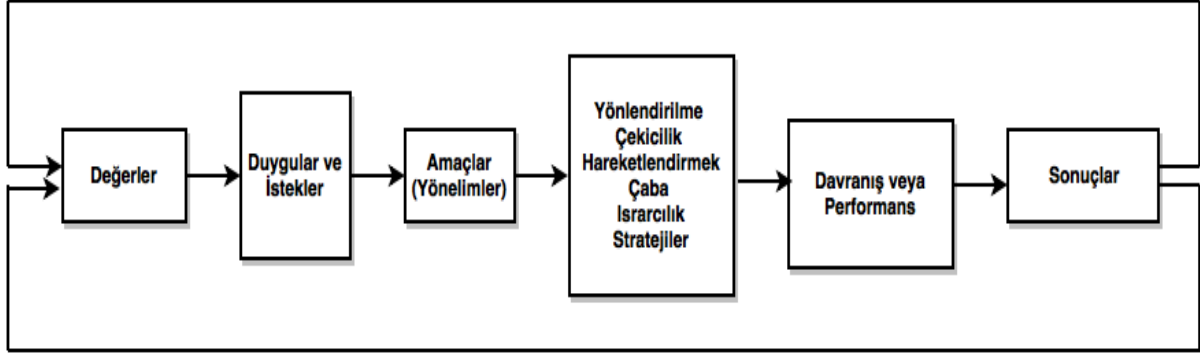 Değerler
Duygular ve
İstekler
Amaçlar
(Yönelimler)
Yönlendirilme
Çekicilik
Hareketlendirmek
Çaba
Israrcılık
Stratejiler
Davranış veya
Performans
Sonuçlar